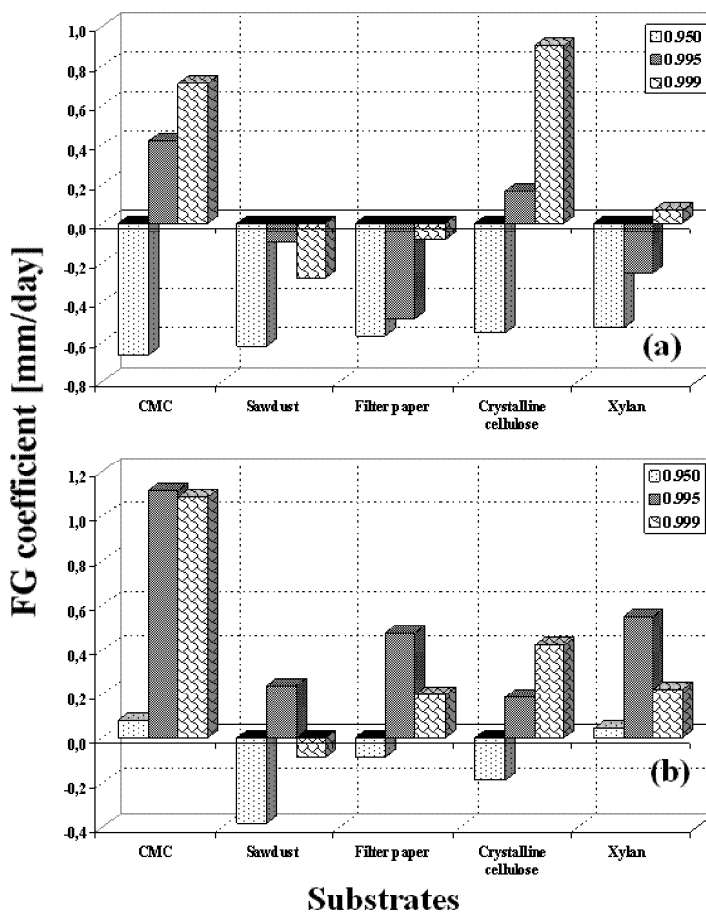 FG coefficient [mm/day]
1,0
0,8
0,6
0,4
0,2
0,0
-0,2
-0,4
-0,6
-0,8
0.950
0.995
0.999
(a)
CMC
Sawdust
Filter paper
Crystalline
cellulose
Xylan
1,2
1,0
0,8
0,6
0,4
0,2
0,0
-0,2
-0,4
0.950
0.995
0.999
(b)
CMC
Sawdust
Filter paper
Crystalline
cellulose
Xylan
Substrates